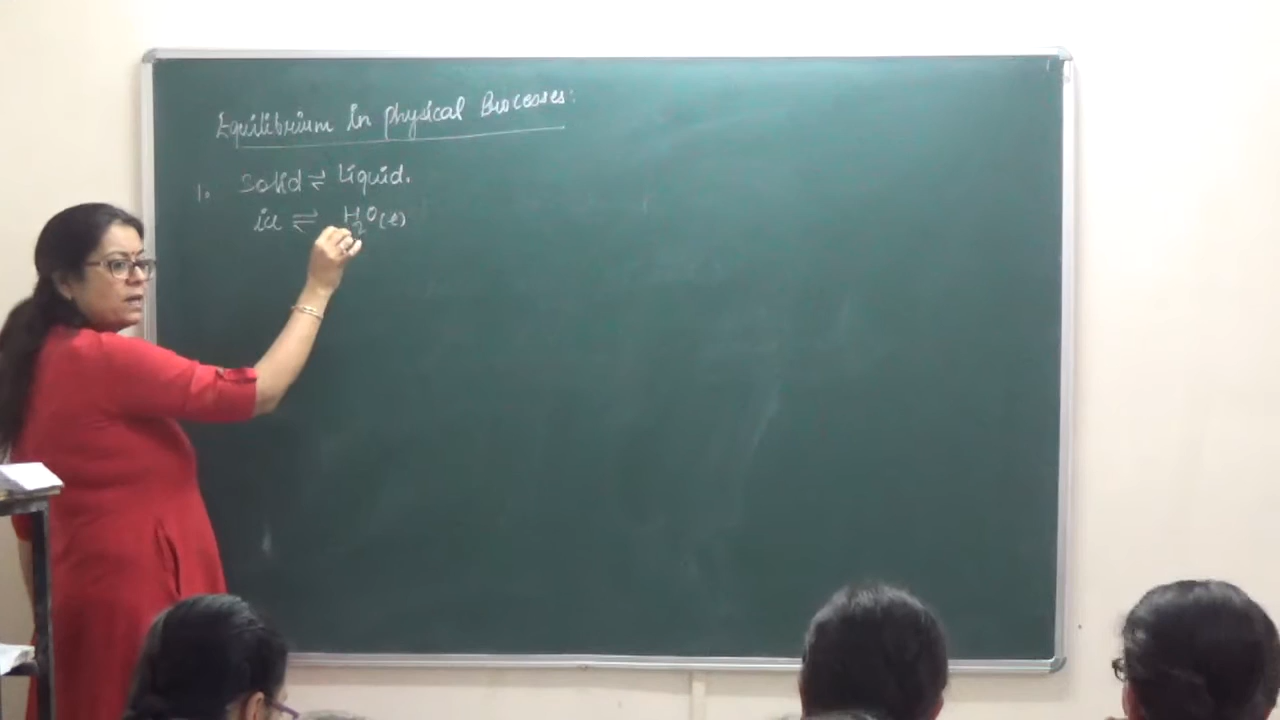 Equilibrium in physical Processes:
1. Solid ⇌ Liquid.
ice ⇌ H₂O(l)